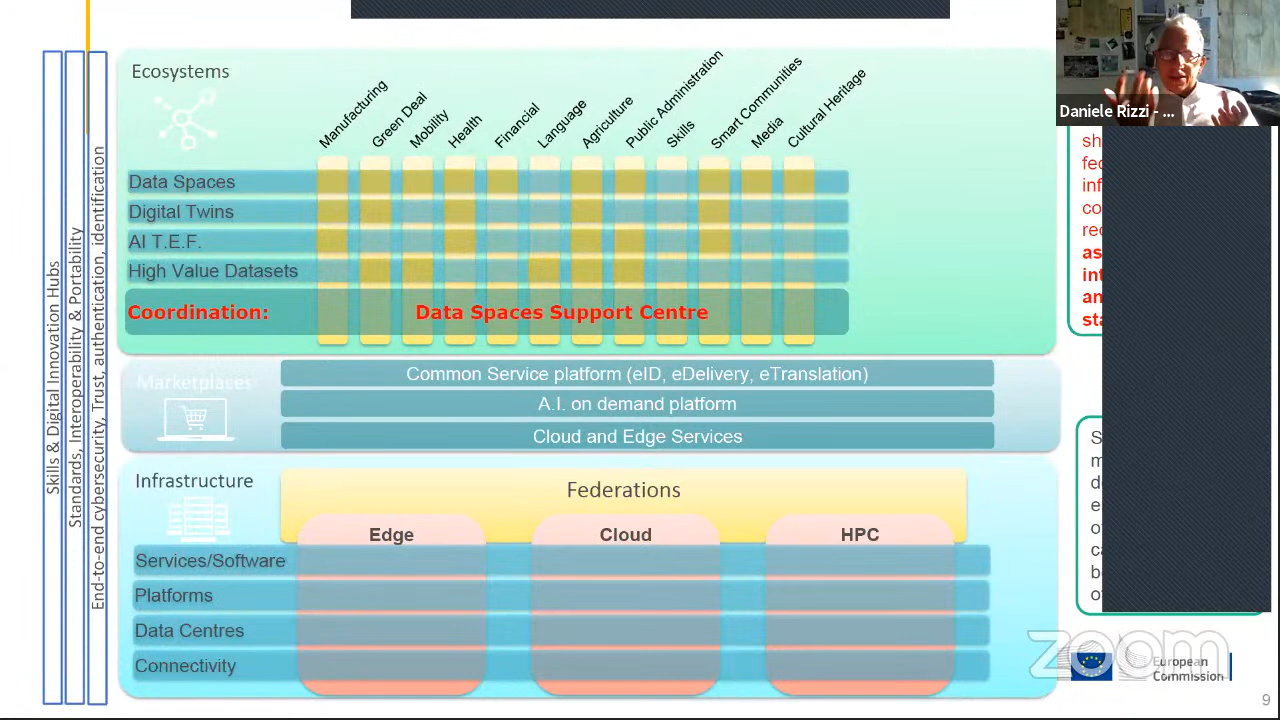 Skills & Digital Innovation Hubs
Standards, Interoperability & Portability
End-to-end cybersecurity, Trust, authentication, identification
Ecosystems
Manufacturing
Green Deal
Mobility
Health
Financial
Language
Agriculture
Public Administration
Skills
Smart Communities
Media
Cultural Heritage
Data Spaces
Digital Twins
AI T.E.F.
High Value Datasets
Coordination: Data Spaces Support Centre
Marketplaces
Common Service platform (eID, eDelivery, eTranslation)
A.I. on demand platform
Cloud and Edge Services
Infrastructure
Federations
Edge Cloud HPC
Services/Software
Platforms
Data Centres
Connectivity
Daniele Rizzi - ...
zoom
European
Commission
9